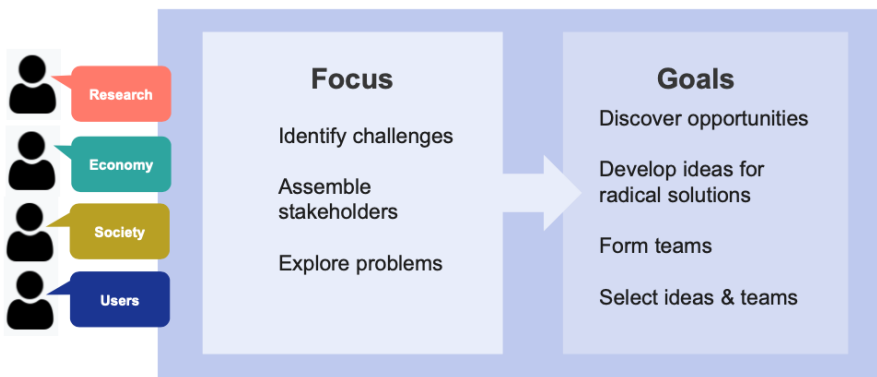 Research
Economy
Society
Users
Focus
Identify challenges
Assemble
stakeholders
Explore problems
Goals
Discover opportunities
Develop ideas for
radical solutions
Form teams
Select ideas & teams